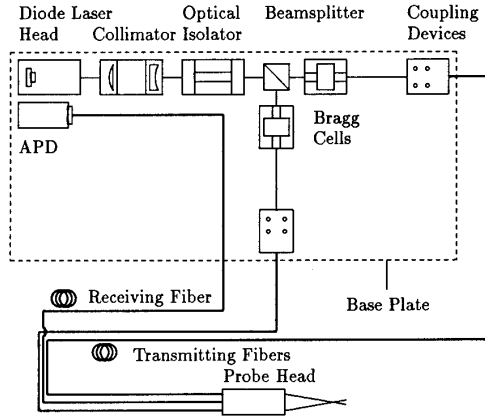 Diode Laser
Head
Collimator
Optical
Isolator
Beamsplitter
Coupling
Devices
APD
Bragg
Cells
Receiving Fiber
Base Plate
Transmitting Fibers
Probe Head